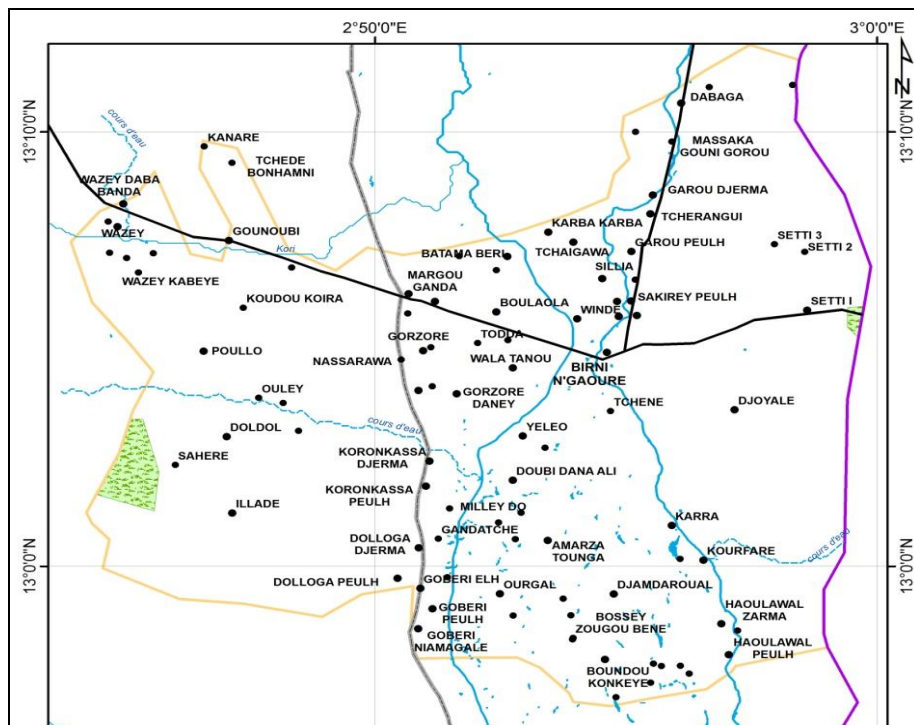 2°50'0"E
3°0'0"E
N
13°10'0"N
13°10'0"N
DABAGA
cours d'eau
KANARE
MASSAKA
GOUNI GOROU
TCHEDE
BONHAMNI
WAZEY DABA
BANDA
GAROU DJERMA
TCHERANGUI
WAZEY
GOUNOUBI
KARBA KARBA
Kori
TCHAIGAWA
GAROU PEULH
SETTI 3
SETTI 2
BATAMA BERI
WAZEY KABEYE
MARGOU
GANDA
SILLIA
KOUDOU KOIRA
BOULAOLA
WINDE
SAKIREY PEULH
SETTI I
GORZORE
TODDA
POULLO
NASSARAWA
WALA TANOU
BIRNI
N'GAOURE
OULEY
GORZORE
DANEY
TCHENE
DJOYALE
cours d'eau
DOLDOL
YELEO
SAHERE
KORONKASSA
DJERMA
DOUBI DANA ALI
KORONKASSA
PEULH
ILLADE
MILLEY DO
KARRA
GANDATCHE
DOLLOGA
DJERMA
AMARZA
TOUNGA
KOURFARE
cours d'eau
13°0'0"N
13°0'0"N
DOLLOGA PEULH
GOBERI ELH
OURGAL
DJAMDAROUAL
GOBERI
PEULH
BOSSEY
ZOUGOU BENE
HAOULAWAL
ZARMA
GOBERI
NIAMAGALE
HAOULAWAL
PEULH
BOUNDOU
KONKEYE